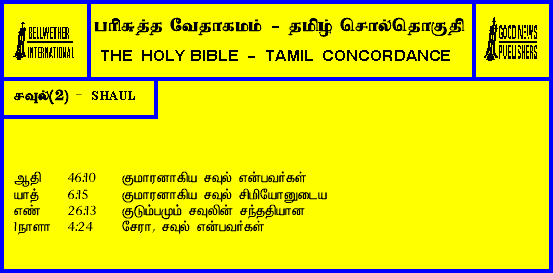 BELLWETHER
INTERNATIONAL
பரிசுத்த வேதாகமம் - தமிழ் சொல்தொகுதி
THE HOLY BIBLE - TAMIL CONCORDANCE
GOOD NEWS
PUBLISHERS
சவுல்(2) - SHAUL
ஆதி 46:10 குமாரனாகிய சவுல் என்பவர்கள்
யாத் 6:15 குமாரனாகிய சவுல் சிமியோனுடைய
எண் 26:13 குடும்பமும் சவுலின் சந்ததியான
1நாளா 4:24 சேரா, சவுல் என்பவர்கள்